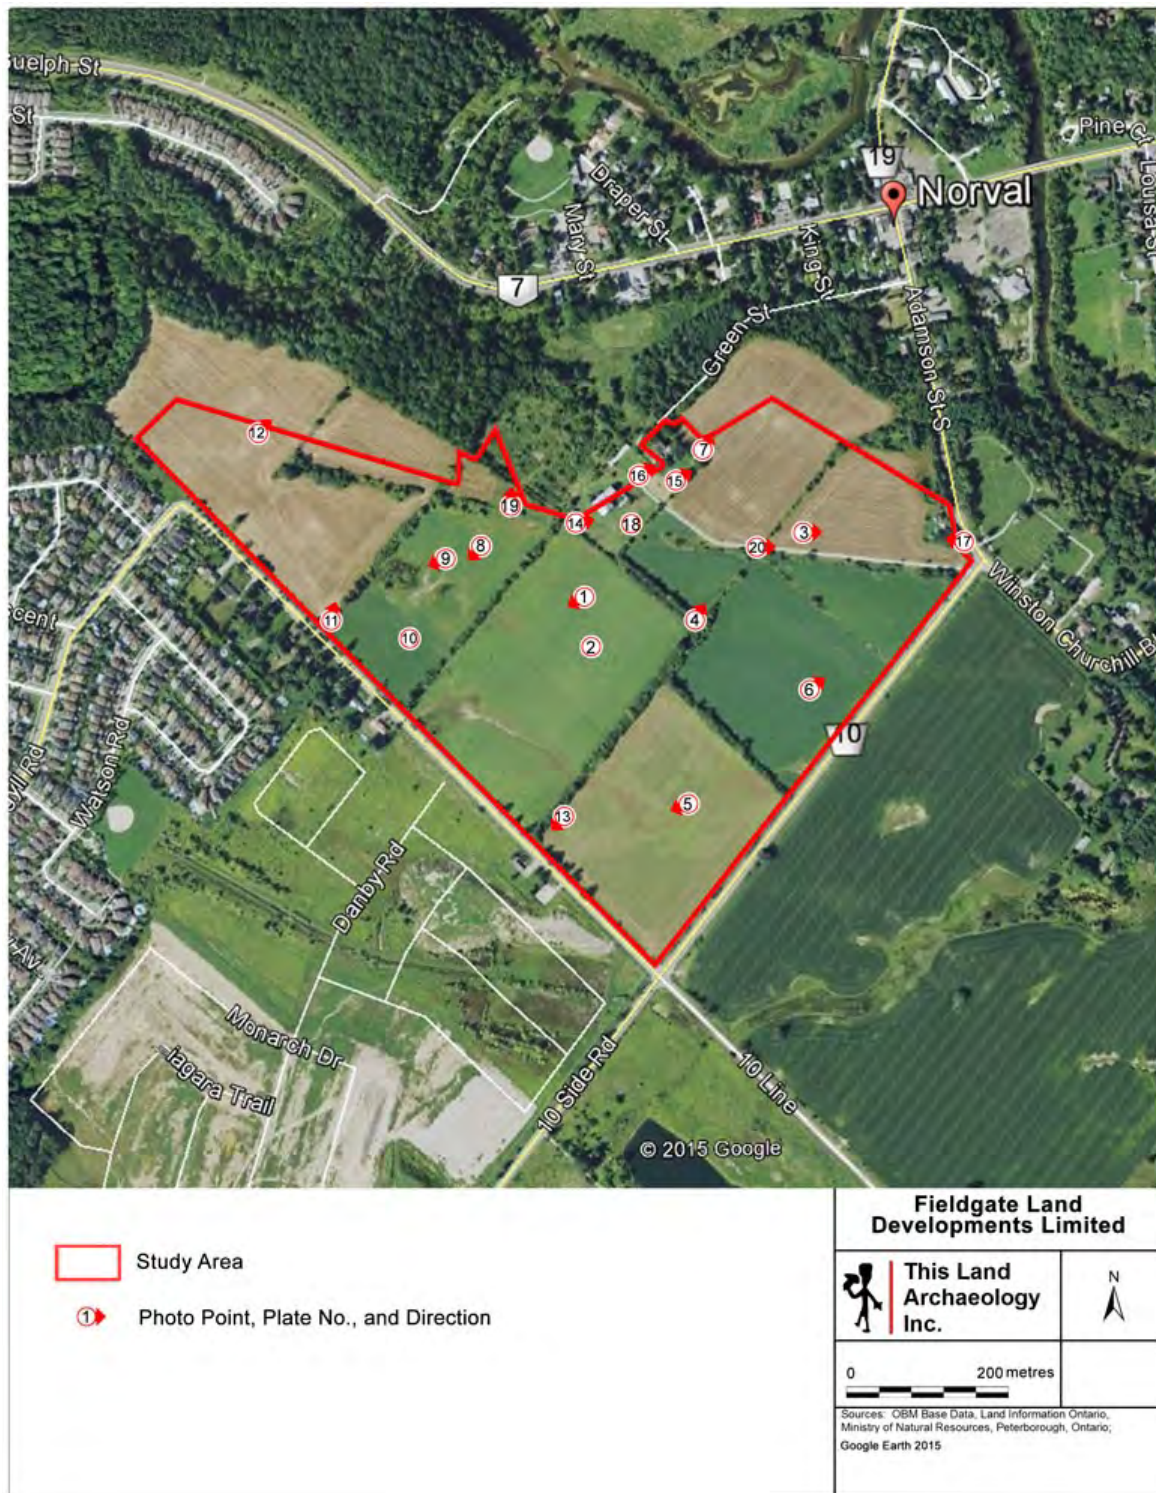 Guelph St
St
Pine Ct
19
Louisa St
Norval
Draper St
Mary St
King St
7
Adamson St S
Green St
12
7
16
15
19
14
18
3
17
20
9
8
1
11
4
10
2
Winston Churchill Bl
cent
6
10
Watson Rd
yll Rd
5
13
Danby Rd
Av.
Monarch Dr
iagara Trail
10 Side Rd
10 Line
© 2015 Google
Study Area
1
Photo Point, Plate No., and Direction
Fieldgate Land
Developments Limited
This Land
Archaeology
Inc.
N
0 200 metres
Sources: OBM Base Data, Land Information Ontario,
Ministry of Natural Resources, Peterborough, Ontario;
Google Earth 2015